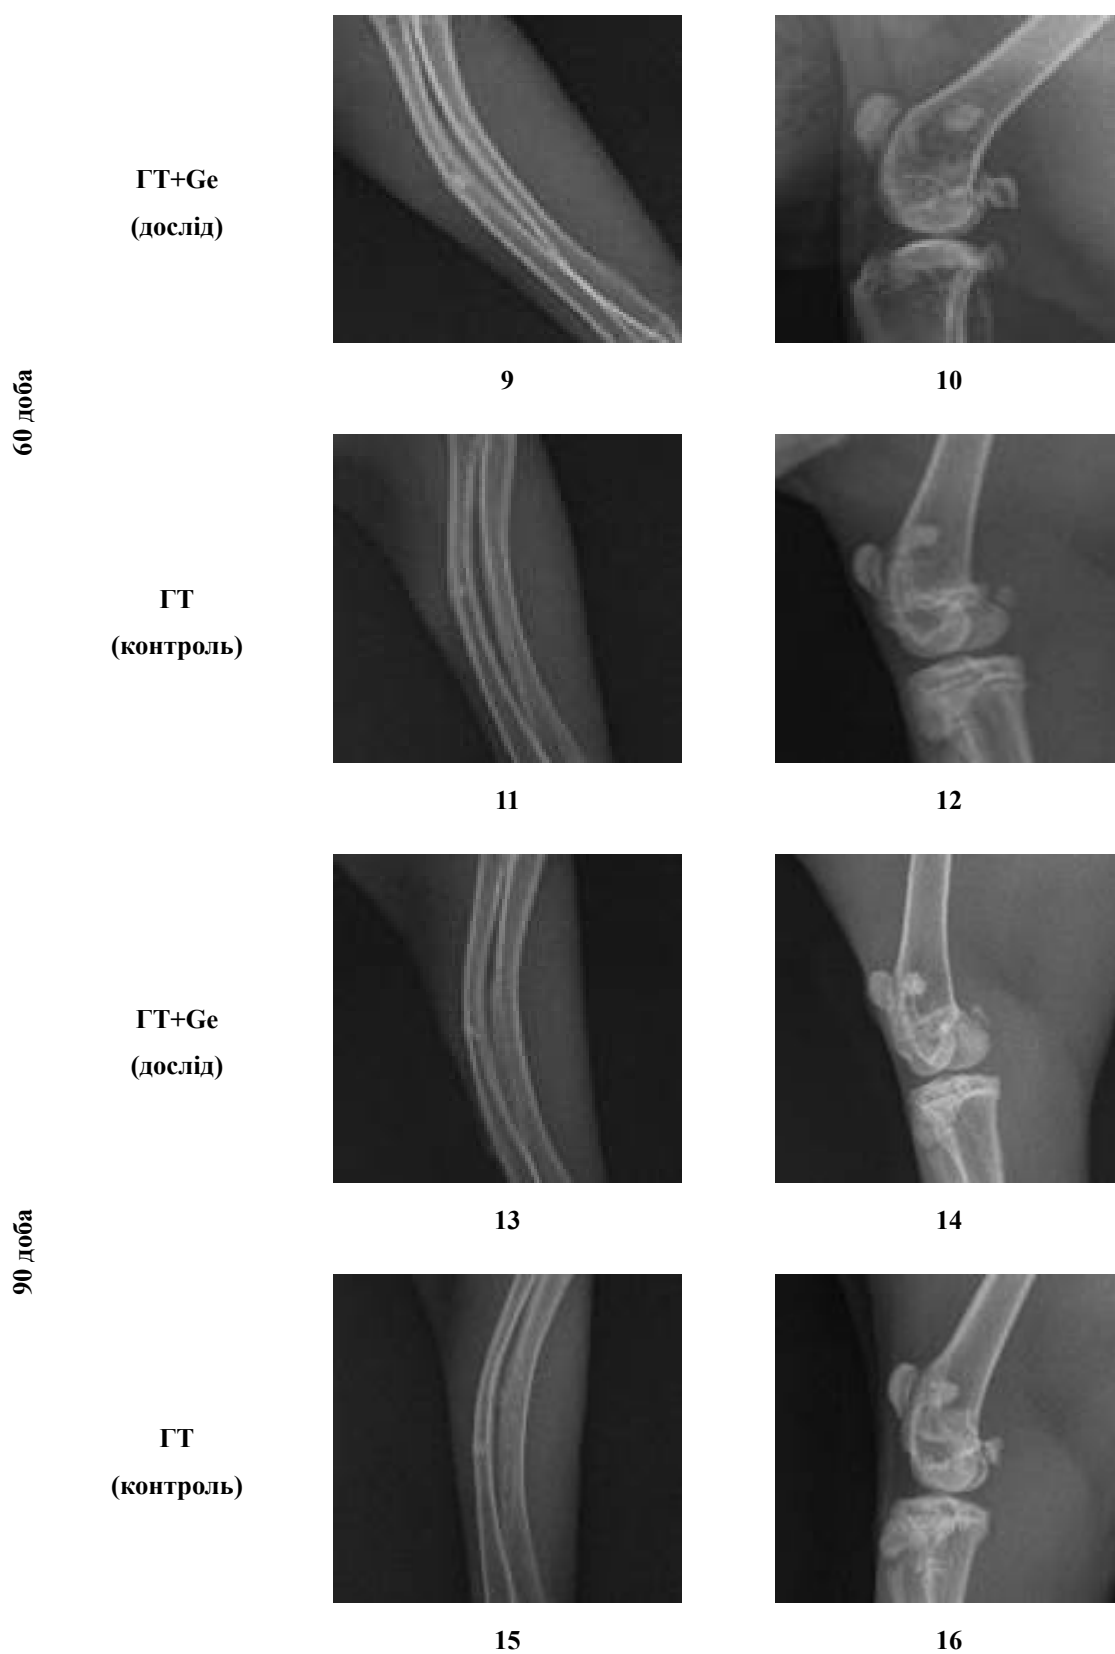 60 доба
ГТ+Ge
(дослід)
9
10
ГТ
(контроль)
11
12
90 доба
ГТ+Ge
(дослід)
13
14
ГТ
(контроль)
15
16